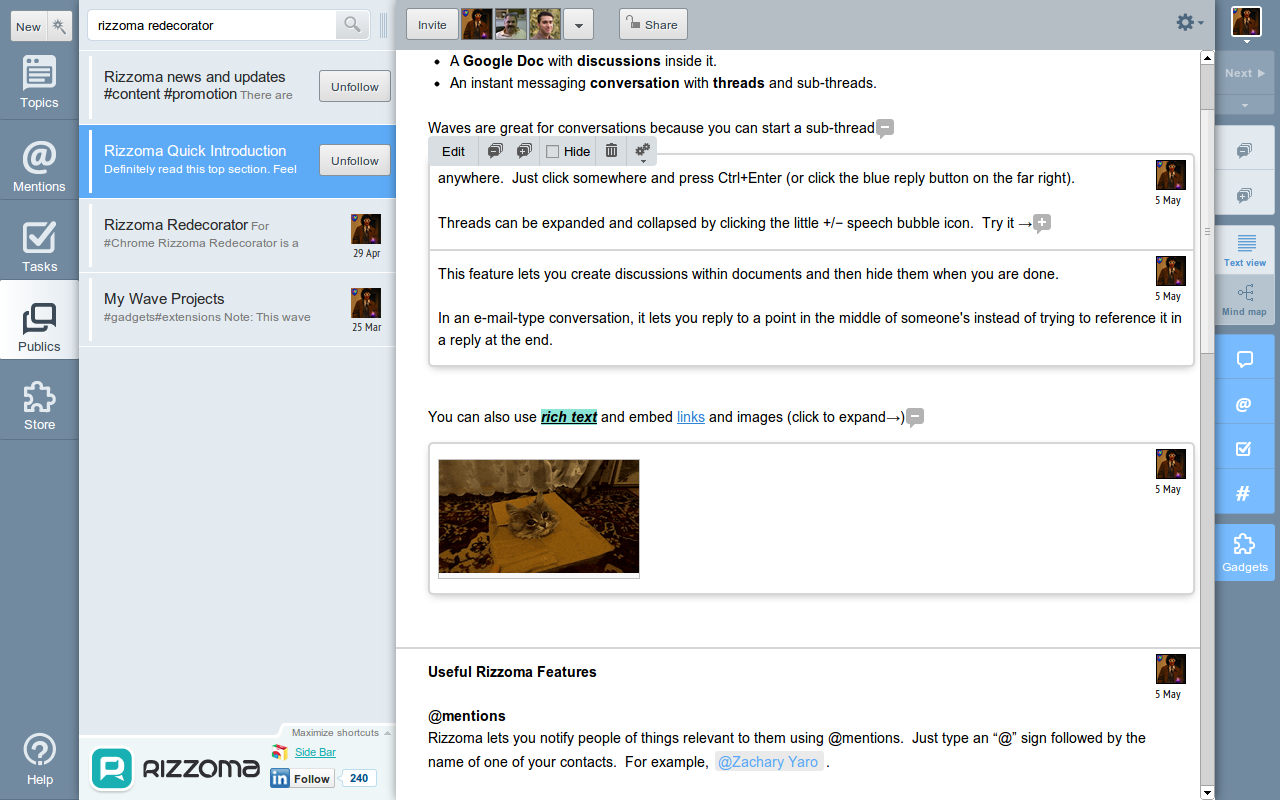 New
Topics
Mentions
Tasks
Publics
Store
Help
rizzoma redecorator
Rizzoma news and updates
#content #promotion There are
Unfollow
Rizzoma Quick Introduction
Definitely read this top section. Feel
Unfollow
Rizzoma Redecorator For
#Chrome Rizzoma Redecorator is a
29 Apr
My Wave Projects
#gadgets#extensions Note: This wave
25 Mar
Maximize shortcuts
RIZZOMA
Side Bar
in Follow 240
Invite
Share
• A Google Doc with discussions inside it.
• An instant messaging conversation with threads and sub-threads.
Waves are great for conversations because you can start a sub-thread
Edit
Hide
anywhere.  Just click somewhere and press Ctrl+Enter (or click the blue reply button on the far right).
5 May
Threads can be expanded and collapsed by clicking the little +/− speech bubble icon.  Try it →
This feature lets you create discussions within documents and then hide them when you are done.
5 May
In an e-mail-type conversation, it lets you reply to a point in the middle of someone's instead of trying to reference it in
a reply at the end.
You can also use rich text and embed links and images (click to expand→)
5 May
Useful Rizzoma Features
5 May
@mentions
Rizzoma lets you notify people of things relevant to them using @mentions.  Just type an “@” sign followed by the
name of one of your contacts.  For example, @Zachary Yaro .
Next
Text view
Mind map
@
#
Gadgets